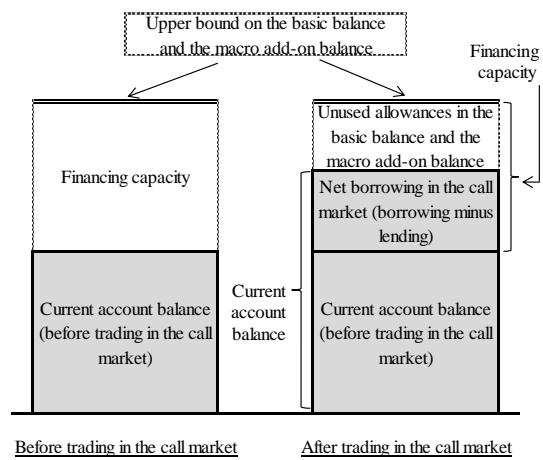 Upper bound on the basic balance
and the macro add-on balance
Financing
capacity
Financing capacity
Unused allowances in the
basic balance and the
macro add-on balance
Net borrowing in the call
market (borrowing minus
lending)
Current account balance
(before trading in the call
market)
Current
account
balance
Current account balance
(before trading in the call
market)
Before trading in the call market
After trading in the call market